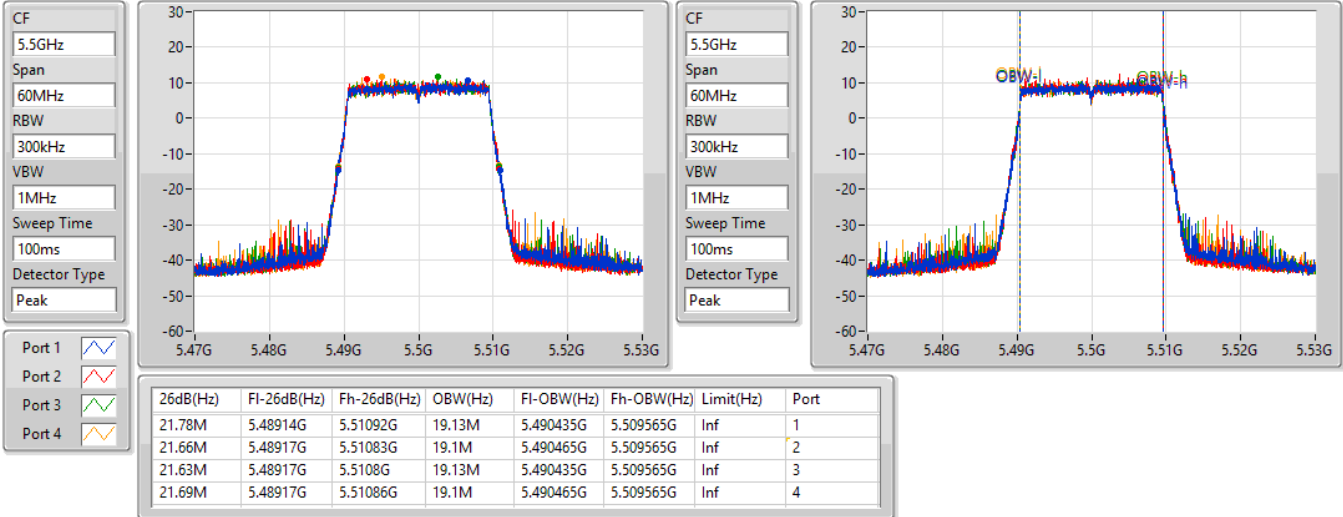 CF
5.5GHz
Span
60MHz
RBW
300kHz
VBW
1MHz
Sweep Time
100ms
Detector Type
Peak
30
20
10
0
-10
-20
-30
-40
-50
-60
5.47G 5.48G 5.49G 5.5G 5.51G 5.52G 5.53G
CF
5.5GHz
Span
60MHz
RBW
300kHz
VBW
1MHz
Sweep Time
100ms
Detector Type
Peak
30
20
10
0
-10
-20
-30
-40
-50
-60
OBW-l OBW-h
5.47G 5.48G 5.49G 5.5G 5.51G 5.52G 5.53G
Port 1
Port 2
Port 3
Port 4
26dB(Hz) Fl-26dB(Hz) Fh-26dB(Hz) OBW(Hz) Fl-OBW(Hz) Fh-OBW(Hz) Limit(Hz) Port
21.78M 5.48914G 5.51092G 19.13M 5.490435G 5.509565G Inf 1
21.66M 5.48917G 5.51083G 19.1M 5.490465G 5.509565G Inf 2
21.63M 5.48917G 5.5108G 19.13M 5.490435G 5.509565G Inf 3
21.69M 5.48917G 5.51086G 19.1M 5.490465G 5.509565G Inf 4